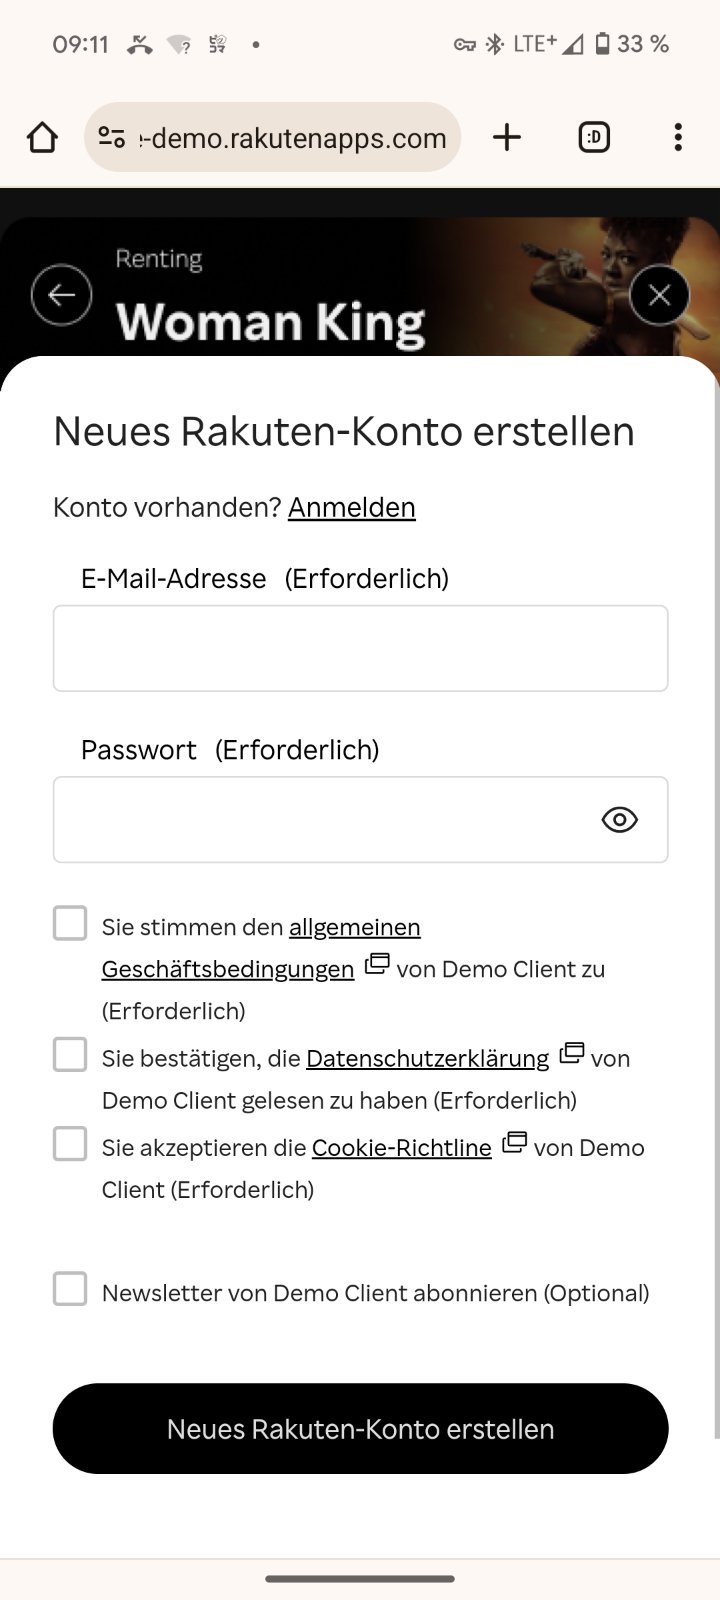 09:11
LTE+ 33 %
-demo.rakutenapps.com
:D
Renting
Woman King
Neues Rakuten-Konto erstellen
Konto vorhanden? Anmelden
E-Mail-Adresse (Erforderlich)
Passwort (Erforderlich)
Sie stimmen den allgemeinen
Geschäftsbedingungen von Demo Client zu
(Erforderlich)
Sie bestätigen, die Datenschutzerklärung von
Demo Client gelesen zu haben (Erforderlich)
Sie akzeptieren die Cookie-Richtline von Demo
Client (Erforderlich)
Newsletter von Demo Client abonnieren (Optional)
Neues Rakuten-Konto erstellen